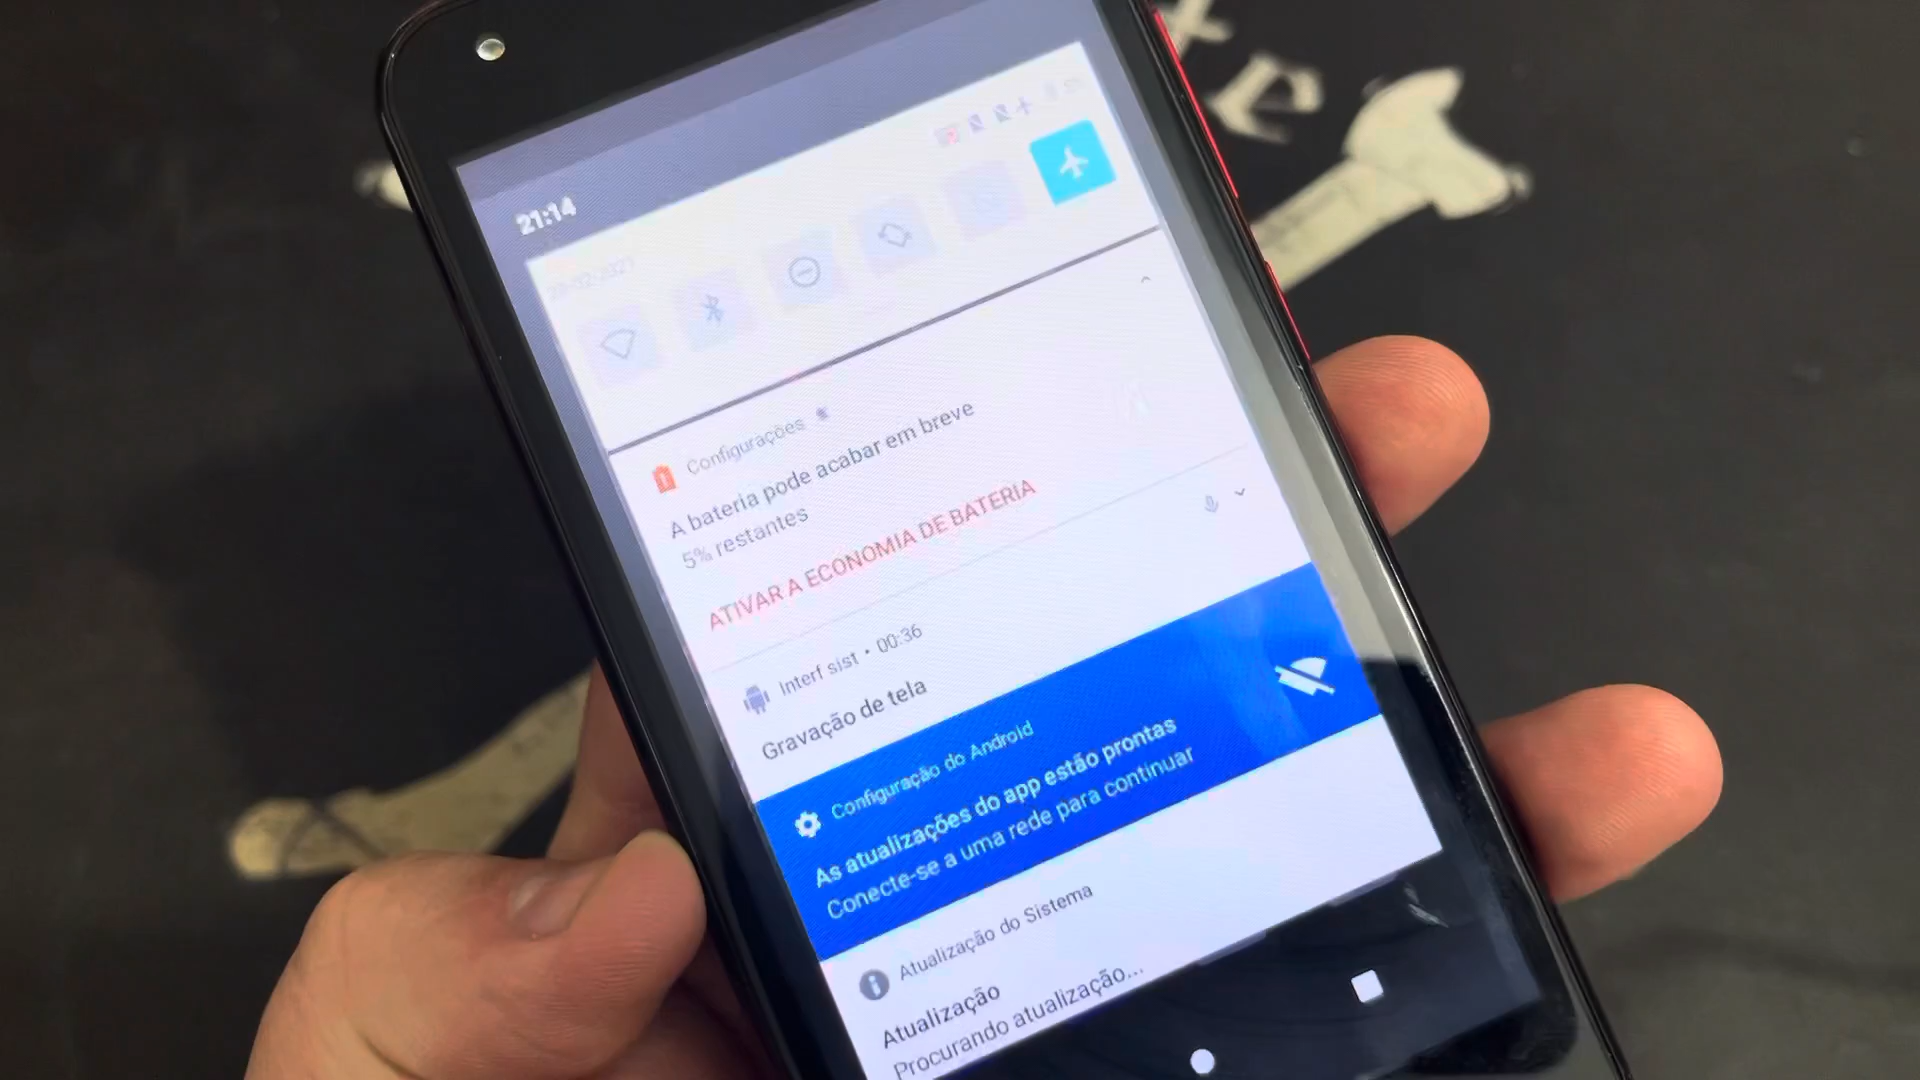 te
21:14
Configurações
A bateria pode acabar em breve
5% restantes
ATIVAR A ECONOMIA DE BATERIA
Interf sist • 00:36
Gravação de tela
Configuração do Android
As atualizações do app estão prontas
Conecte-se a uma rede para continuar
Atualização do Sistema
Atualização
Procurando atualização...